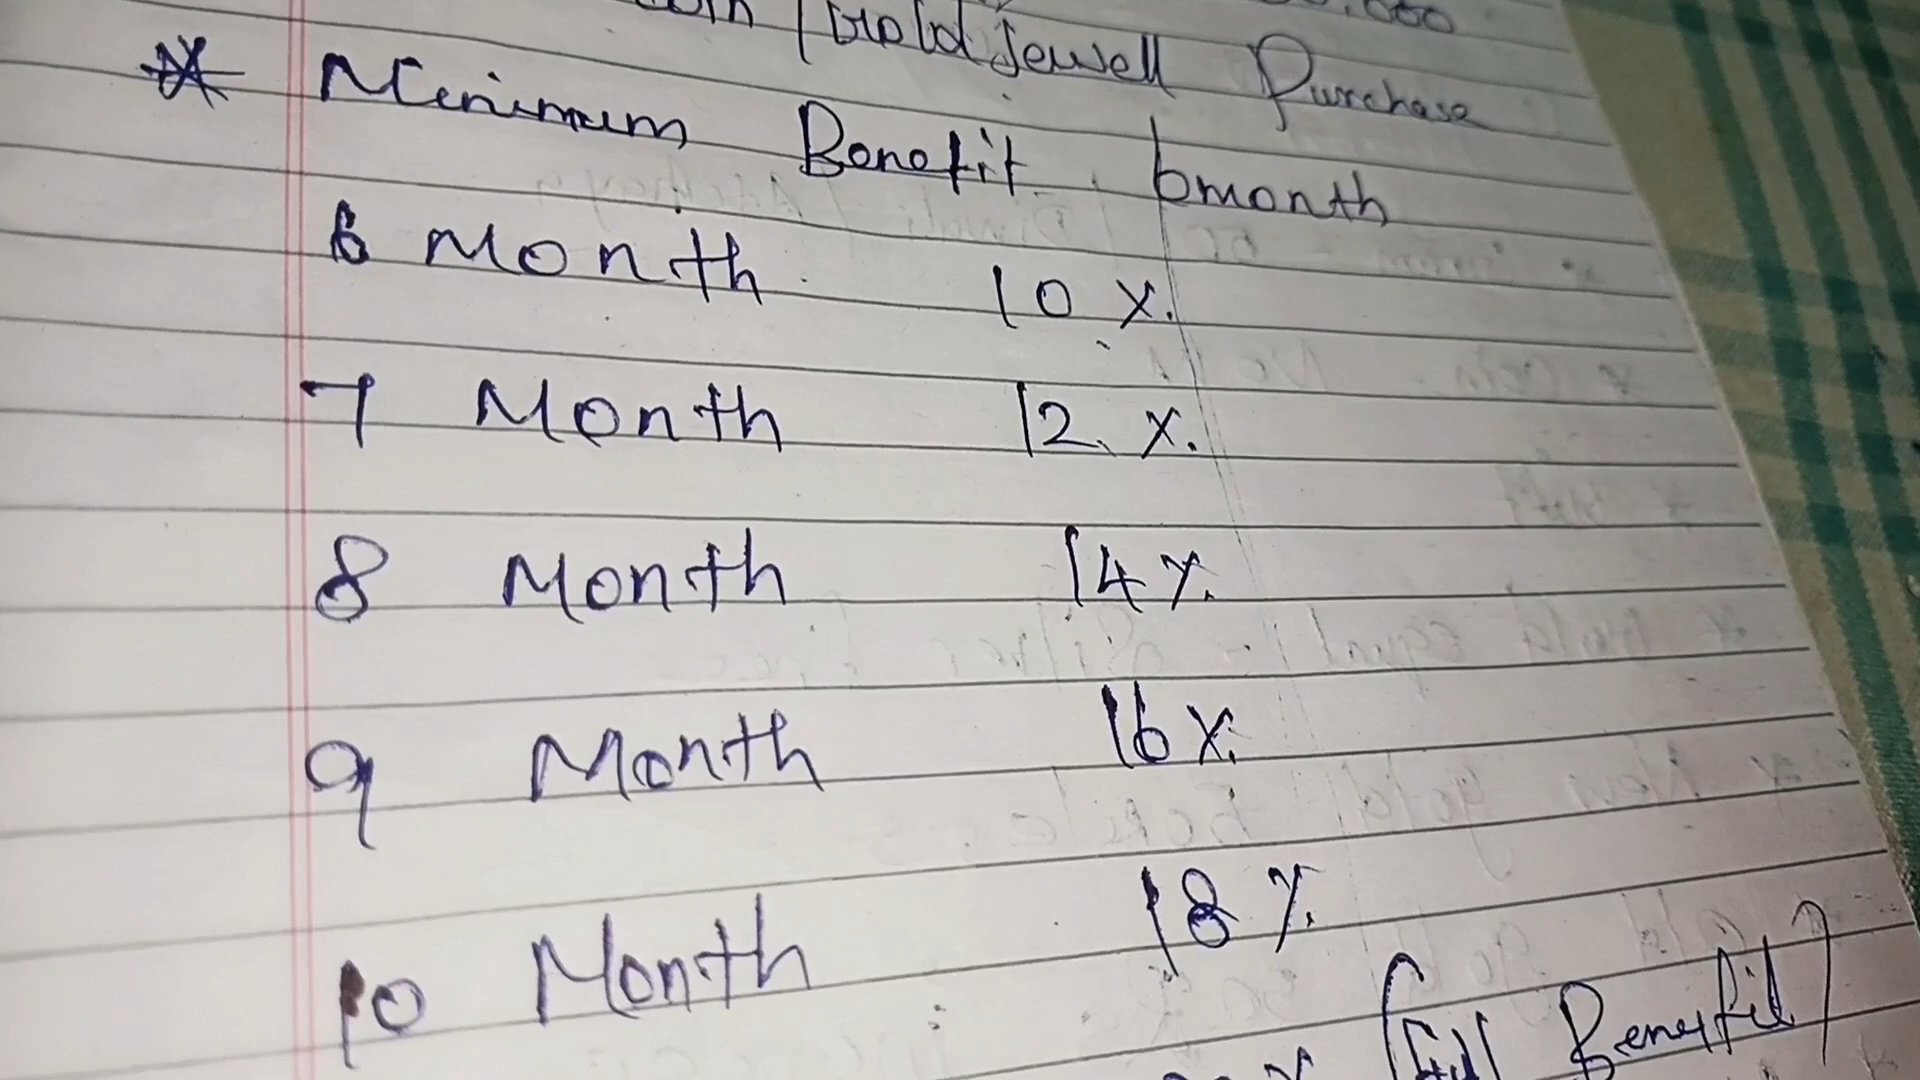 / Gold Jewell Purchase
* Minimum Benefit 6month
6 Month 10 %.
7 Month 12 %.
8 Month 14 %.
9 Month 16 %.
10 Month 18 %.
(Full Benefit)